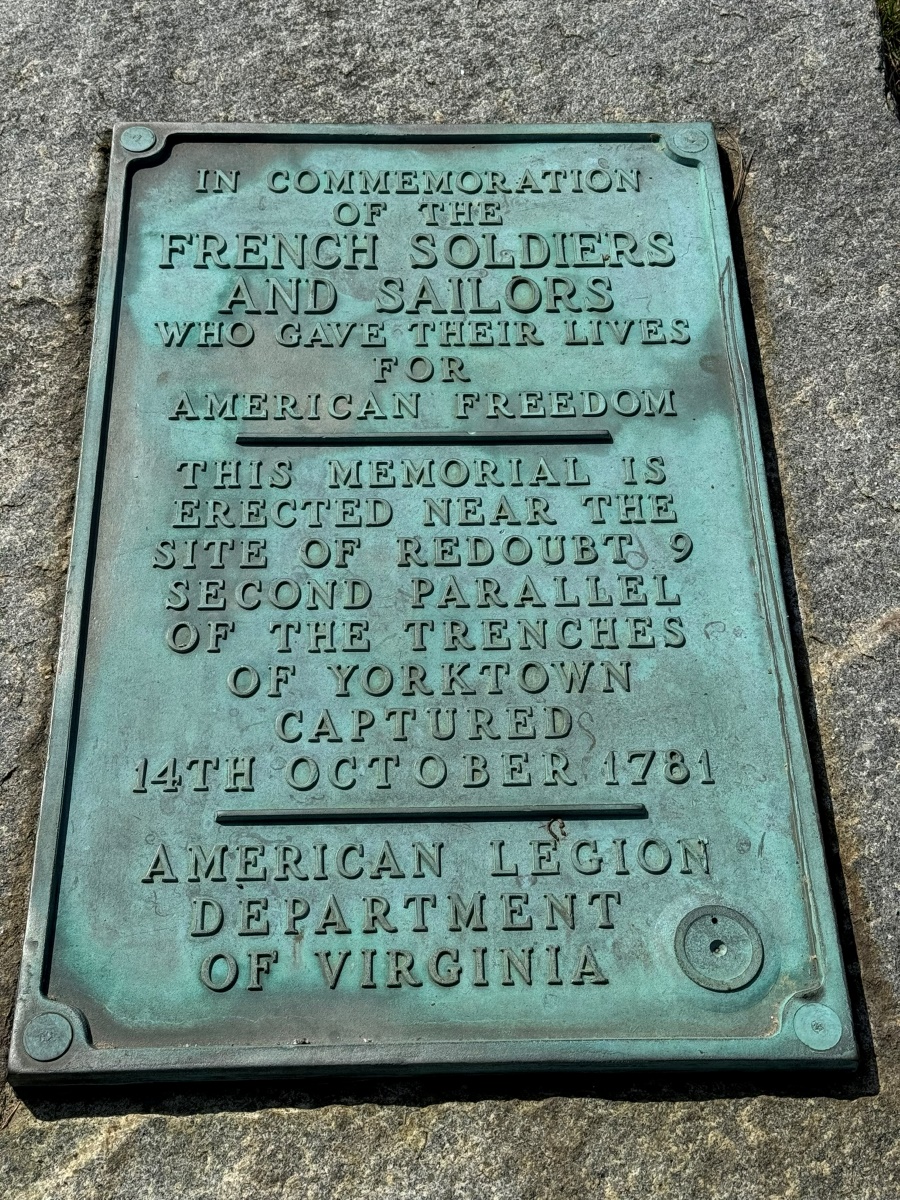 IN COMMEMORATION
OF THE
FRENCH SOLDIERS
AND SAILORS
WHO GAVE THEIR LIVES
FOR
AMERICAN FREEDOM
THIS MEMORIAL IS
ERECTED NEAR THE
SITE OF REDOUBT 9
SECOND PARALLEL
OF THE TRENCHES
OF YORKTOWN
CAPTURED
14TH OCTOBER 1781
AMERICAN LEGION
DEPARTMENT
OF VIRGINIA